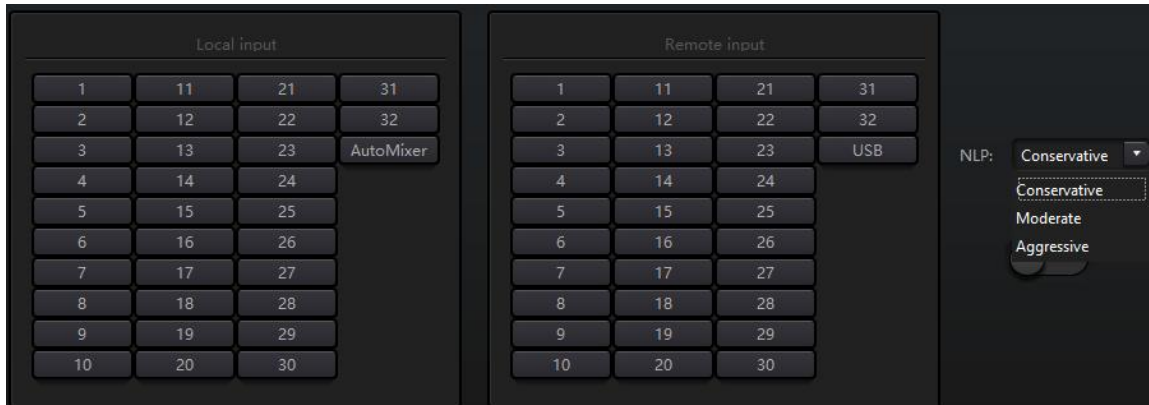 Local input
Remote input
1 11 21 31 1 11 21 31
2 12 22 32 2 12 22 32
3 13 23 AutoMixer 3 13 23 USB NLP: Conservative
4 14 24 4 14 24 Conservative
5 15 25 5 15 25 Moderate
6 16 26 6 16 26 Aggressive
7 17 27 7 17 27
8 18 28 8 18 28
9 19 29 9 19 29
10 20 30 10 20 30